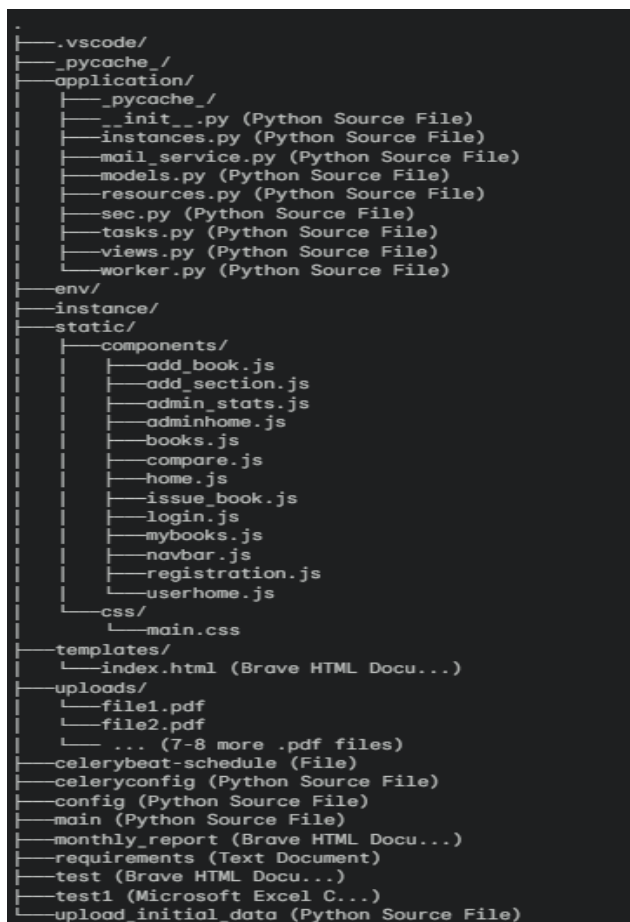 .
├───.vscode/
├───_pycache_/
├───application/
│   ├───_pycache_/
│   ├───__init__.py (Python Source File)
│   ├───instances.py (Python Source File)
│   ├───mail_service.py (Python Source File)
│   ├───models.py (Python Source File)
│   ├───resources.py (Python Source File)
│   ├───sec.py (Python Source File)
│   ├───tasks.py (Python Source File)
│   ├───views.py (Python Source File)
│   └───worker.py (Python Source File)
├───env/
├───instance/
├───static/
│   ├───components/
│   │   ├───add_book.js
│   │   ├───add_section.js
│   │   ├───admin_stats.js
│   │   ├───adminhome.js
│   │   ├───books.js
│   │   ├───compare.js
│   │   ├───home.js
│   │   ├───issue_book.js
│   │   ├───login.js
│   │   ├───mybooks.js
│   │   ├───navbar.js
│   │   ├───registration.js
│   │   └───userhome.js
│   └───css/
│       └───main.css
├───templates/
│   └───index.html (Brave HTML Docu...)
├───uploads/
│   └───file1.pdf
│   └───file2.pdf
│   └─── ... (7-8 more .pdf files)
├───celerybeat-schedule (File)
├───celeryconfig (Python Source File)
├───config (Python Source File)
├───main (Python Source File)
├───monthly_report (Brave HTML Docu...)
├───requirements (Text Document)
├───test (Brave HTML Docu...)
├───test1 (Microsoft Excel C...)
└───upload_initial_data (Python Source File)